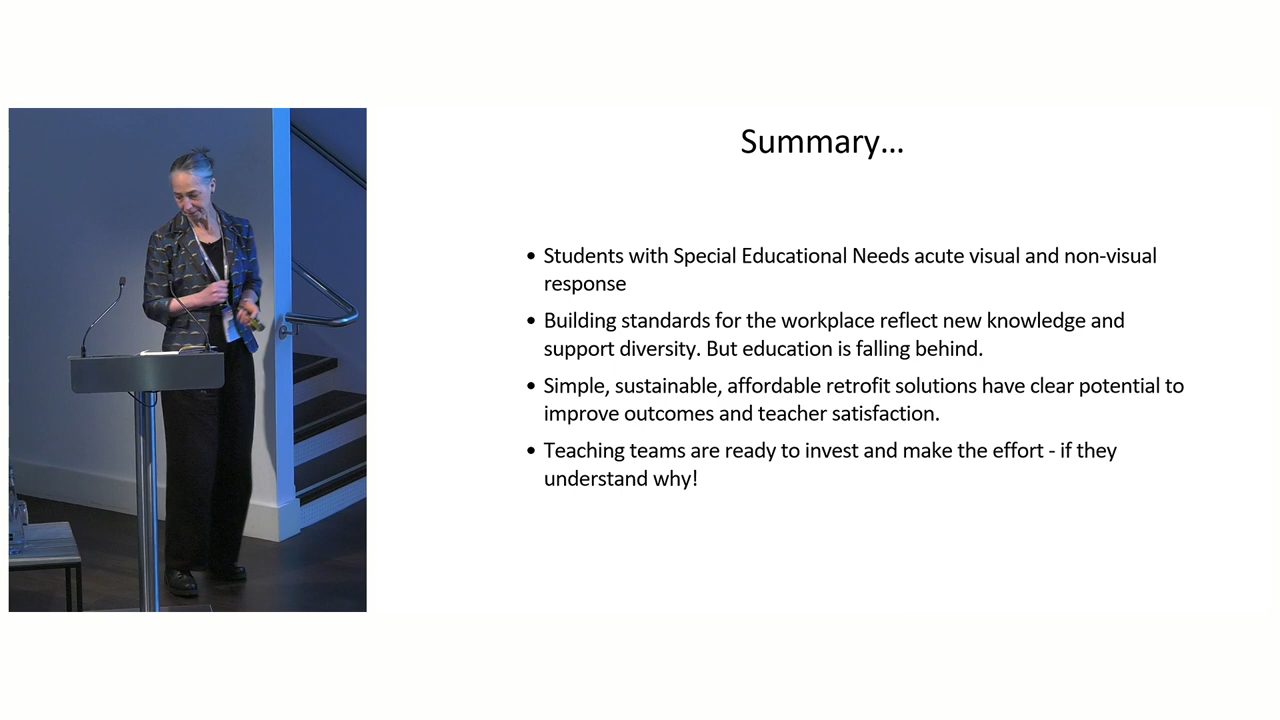 Summary...
• Students with Special Educational Needs acute visual and non-visual
response
• Building standards for the workplace reflect new knowledge and
support diversity. But education is falling behind.
• Simple, sustainable, affordable retrofit solutions have clear potential to
improve outcomes and teacher satisfaction.
• Teaching teams are ready to invest and make the effort - if they
understand why!